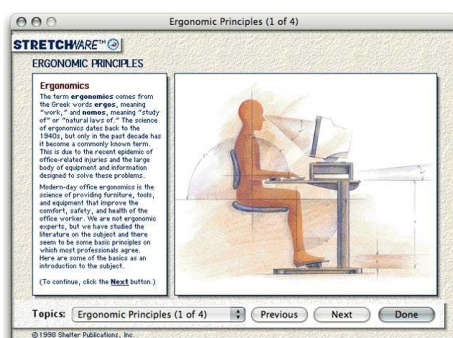 Ergonomic Principles (1 of 4)
STRETCHWARE™
ERGONOMIC PRINCIPLES
Ergonomics
The term ergonomics comes from
the Greek words ergos, meaning
"work," and nomos, meaning "study
of" or "natural laws of." The science
of ergonomics dates back to the
1940s, but only in the past decade has
it become a commonly known term.
This is due to the recent epidemic of
office-related injuries and the large
body of equipment and information
designed to solve these problems.
Modern-day office ergonomics is the
science of providing furniture, tools,
and equipment that improve the
comfort, safety, and health of the
office worker. We are not ergonomic
experts, but we have studied the
literature on the subject and there
seem to be some basic principles on
which most professionals agree.
Here are some of the basics as an
introduction to the subject.
(To continue, click the Next button.)
Topics: Ergonomic Principles (1 of 4) Previous Next Done
©1998 Shelter Publications, Inc.